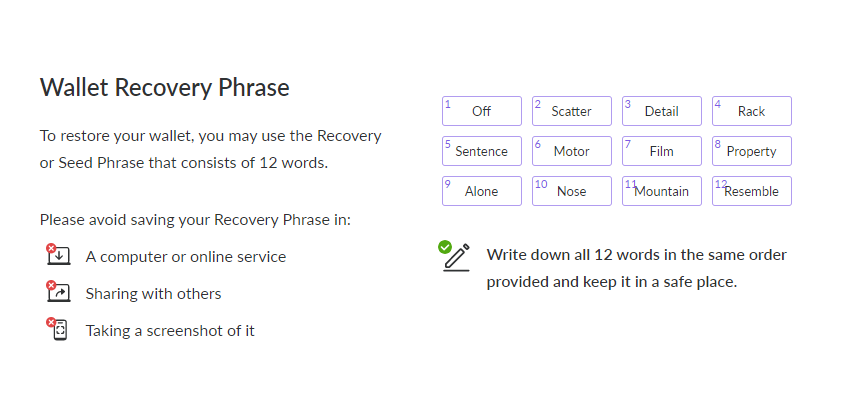 Wallet Recovery Phrase
To restore your wallet, you may use the Recovery
or Seed Phrase that consists of 12 words.
Please avoid saving your Recovery Phrase in:
A computer or online service
Sharing with others
Taking a screenshot of it
1 Off 2 Scatter 3 Detail 4 Rack
5 Sentence 6 Motor 7 Film 8 Property
9 Alone 10 Nose 11 Mountain 12 Resemble
Write down all 12 words in the same order
provided and keep it in a safe place.